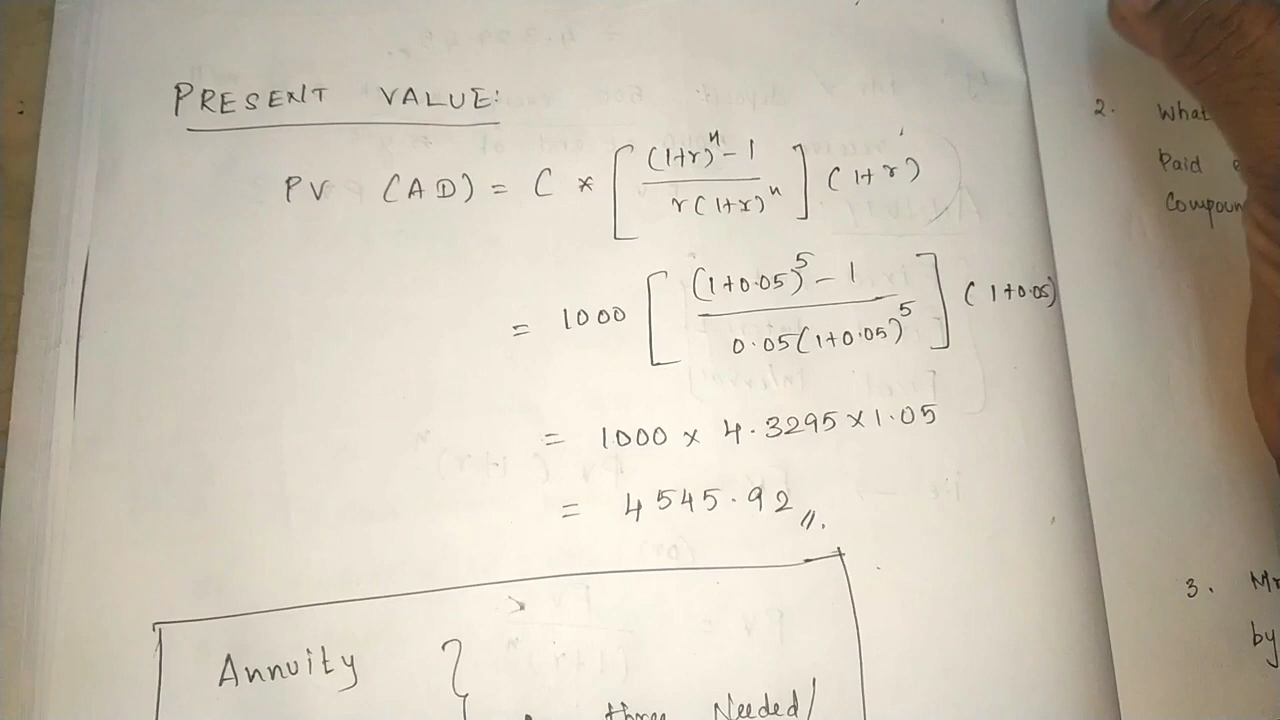 PRESENT VALUE:
PV (AD) = C * [ (1+r)^n - 1 / r(1+r)^n ] (1+r)
= 1000 [ (1+0.05)^5 - 1 / 0.05(1+0.05)^5 ] (1+0.05)
= 1000 x 4.3295 x 1.05
= 4545.92
Annuity {
three Needed/
2. What
Paid
Compoun
3. Mr
by